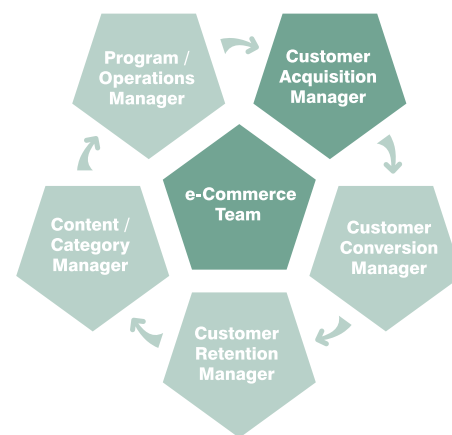 Program /
Operations
Manager
Customer
Acquisition
Manager
e-Commerce
Team
Content /
Category
Manager
Customer
Conversion
Manager
Customer
Retention
Manager